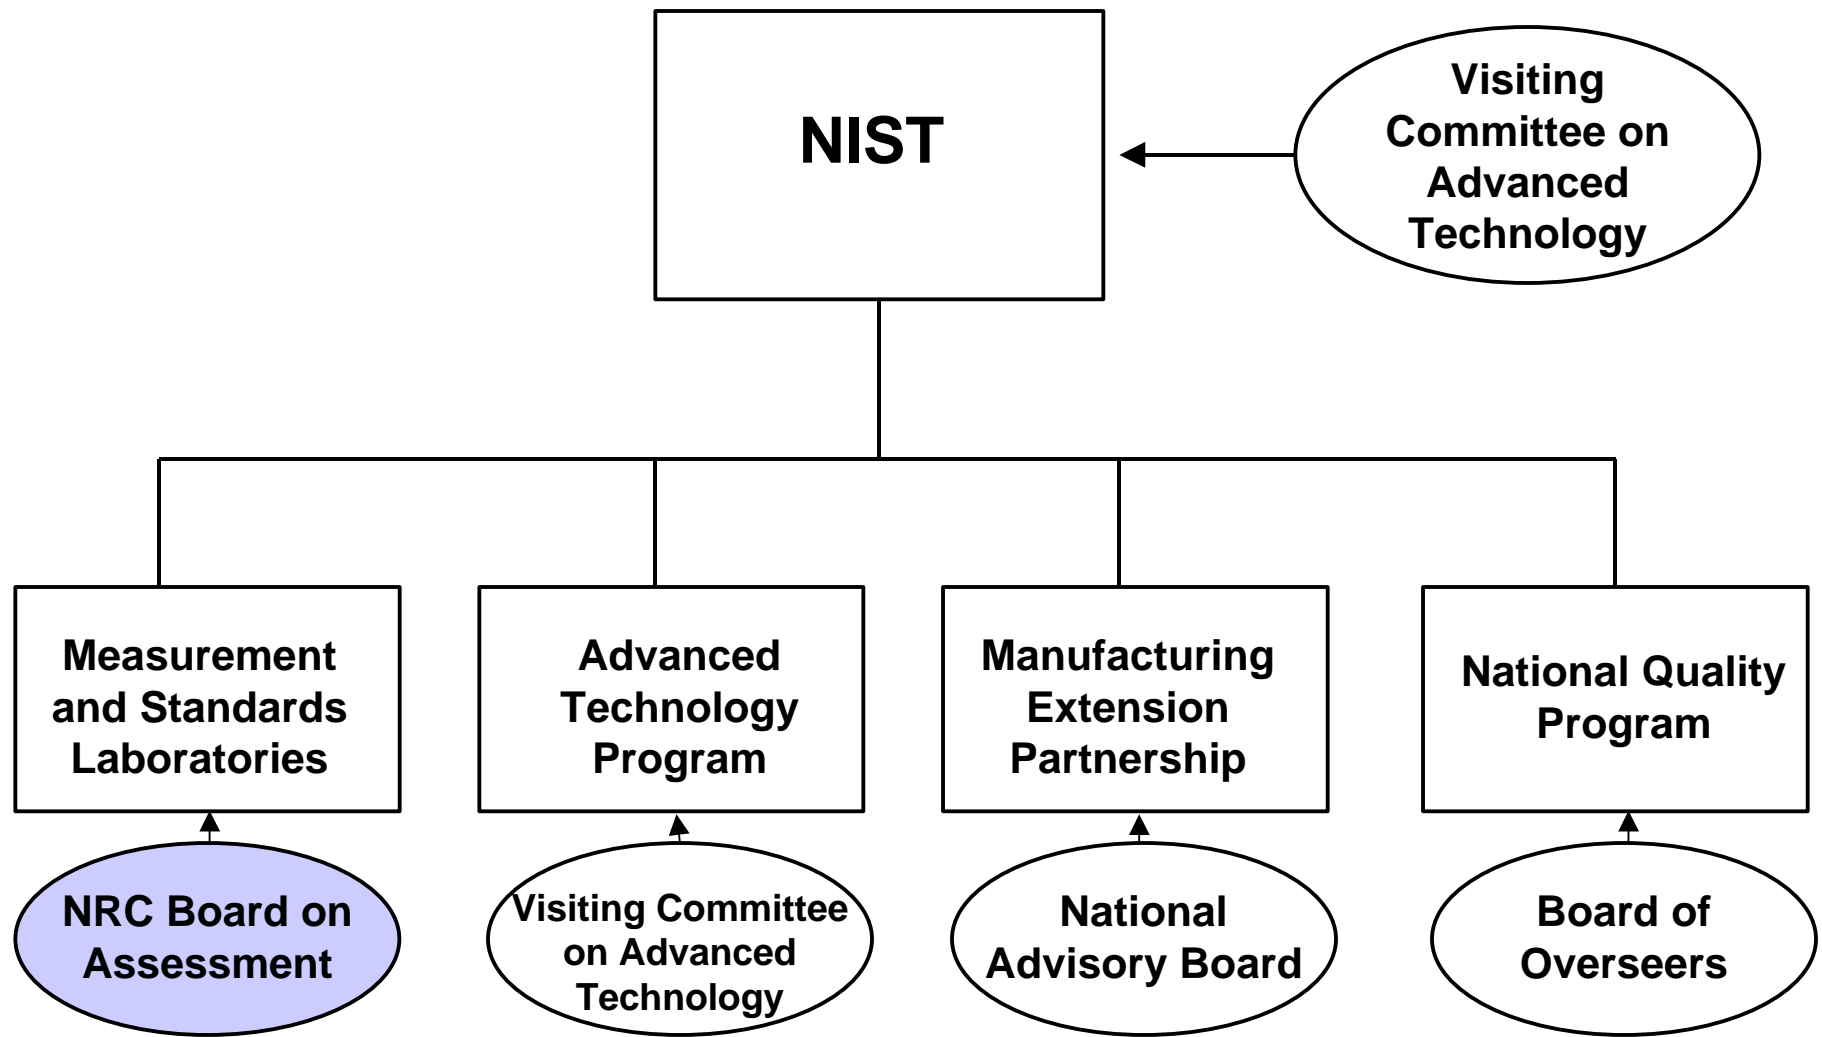 NIST
Visiting
Committee on
Advanced
Technology
Measurement
and Standards
Laboratories
Advanced
Technology
Program
Manufacturing
Extension
Partnership
National Quality
Program
NRC Board on
Assessment
Visiting Committee
on Advanced
Technology
National
Advisory Board
Board of
Overseers